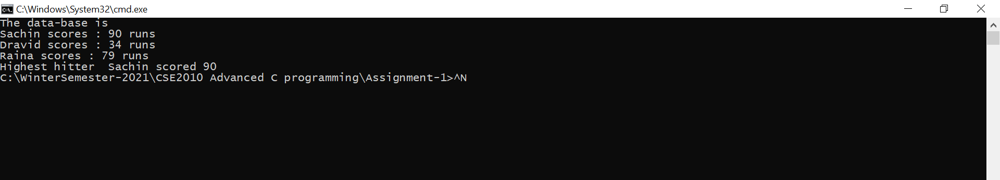 C:\Windows\System32\cmd.exe
The data-base is
Sachin scores : 90 runs
Dravid scores : 34 runs
Raina scores : 79 runs
Highest hitter  Sachin scored 90
C:\WinterSemester-2021\CSE2010 Advanced C programming\Assignment-1>^N